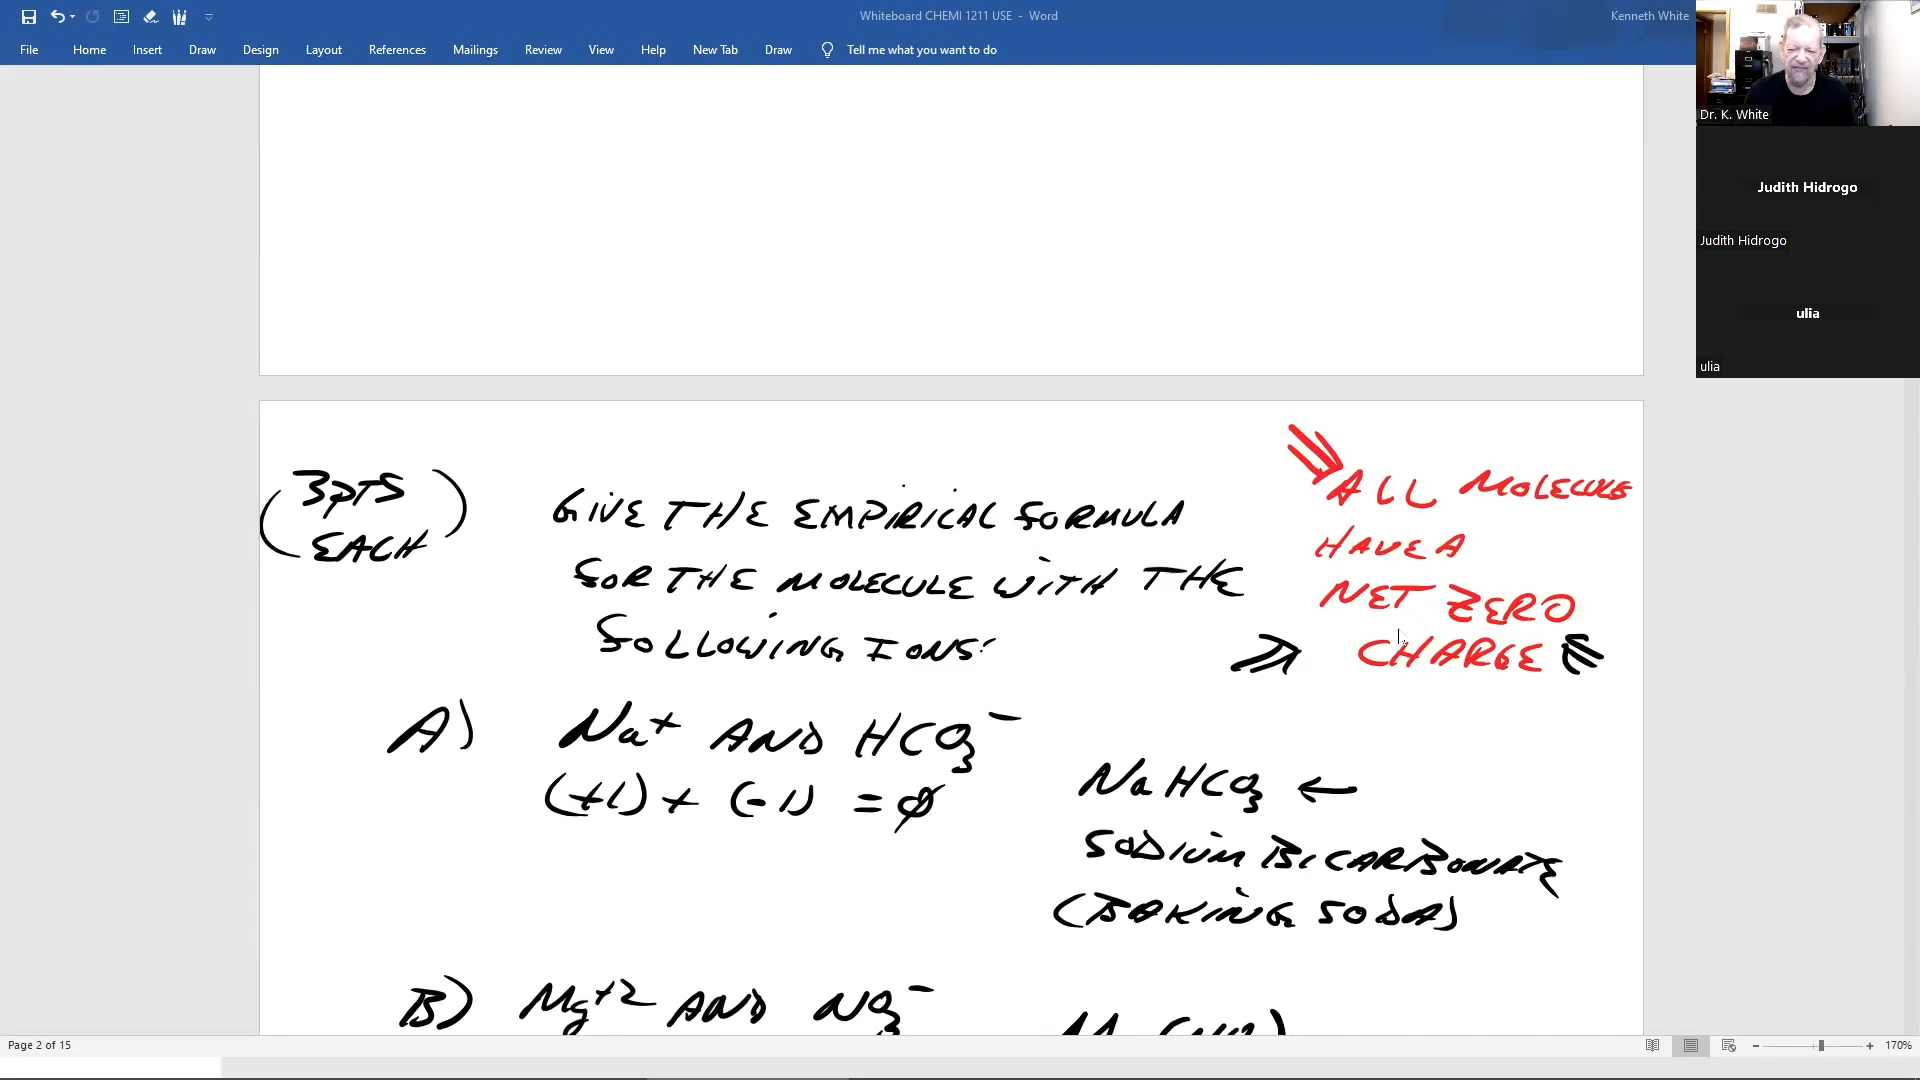 Whiteboard CHEMI 1211 USE - Word
Kenneth White
File Home Insert Draw Design Layout References Mailings Review View Help New Tab Draw Tell me what you want to do
Dr. K. White
Judith Hidrogo
Judith Hidrogo
ulia
ulia
(3PTS EACH)
GIVE THE EMPIRICAL FORMULA
FOR THE MOLECULE WITH THE
FOLLOWING IONS:
ALL MOLECULE
HAVE A
NET ZERO
CHARGE
A) Na+ AND HCO3-
(+1) + (-1) = ∅
NaHCO3 ←
SODIUM BICARBONATE
(BAKING SODA)
B) Mg+2 AND NO3-
Page 2 of 15
170%